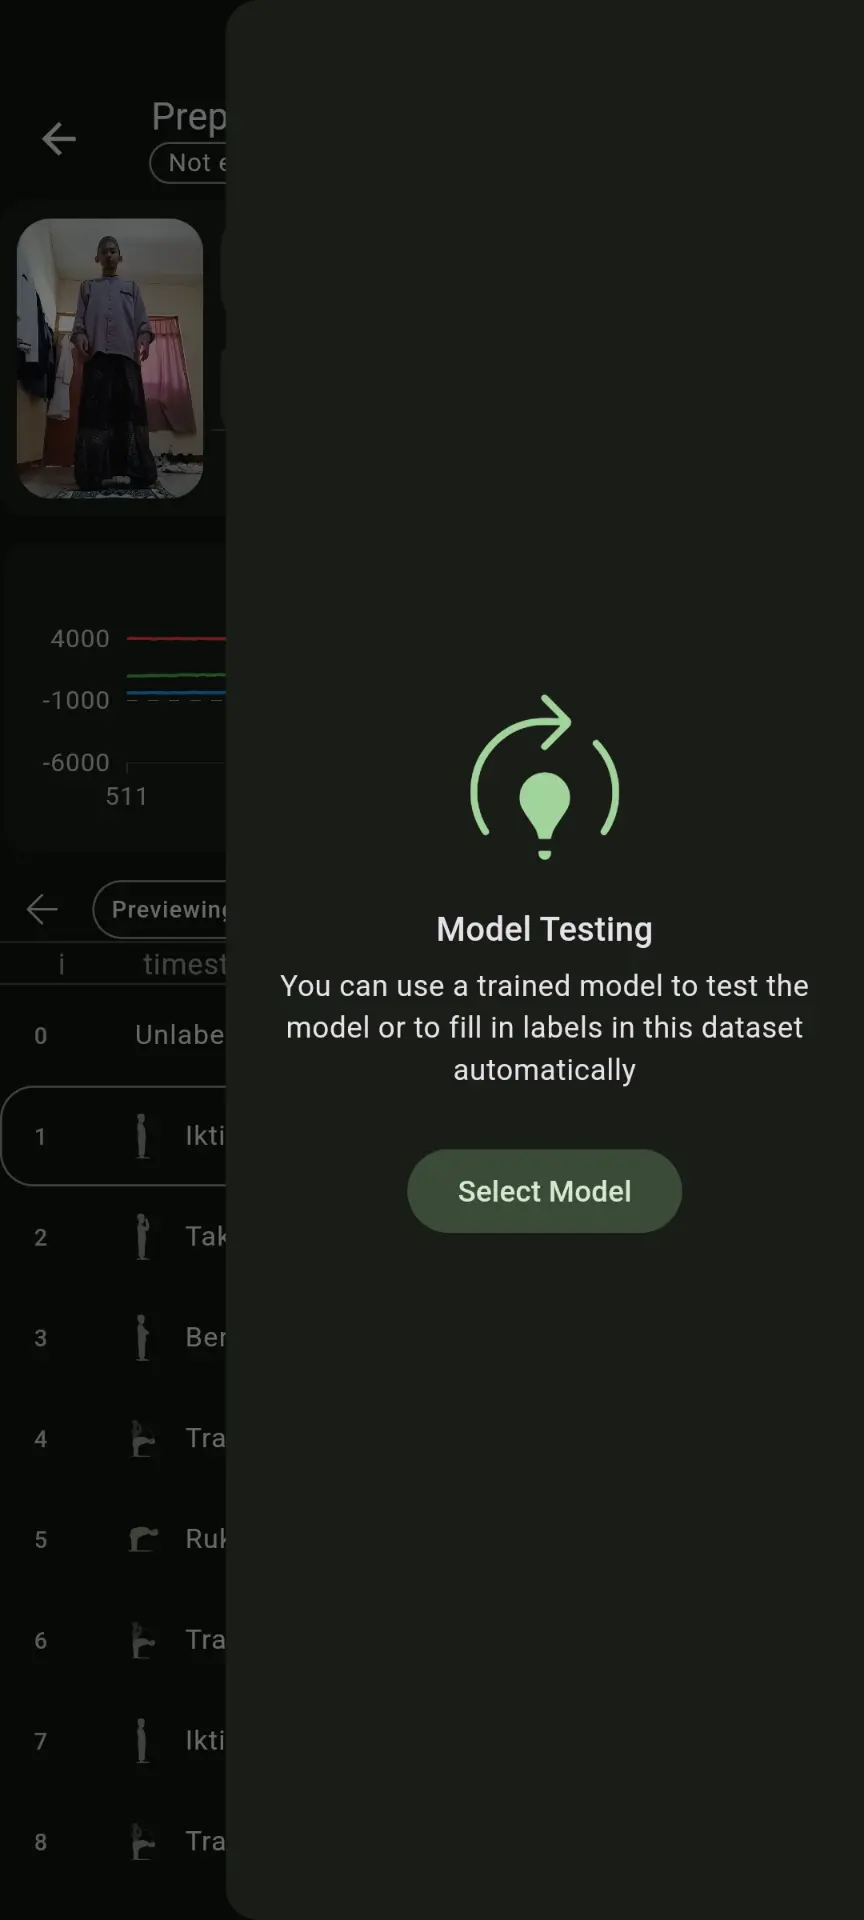 Prep
Not e
4000
-1000
-6000
511
Previewing
i timest
0 Unlabe
1 Ikti
2 Tak
3 Ber
4 Tra
5 Ruk
6 Tra
7 Ikti
8 Tra
Model Testing
You can use a trained model to test the
model or to fill in labels in this dataset
automatically
Select Model